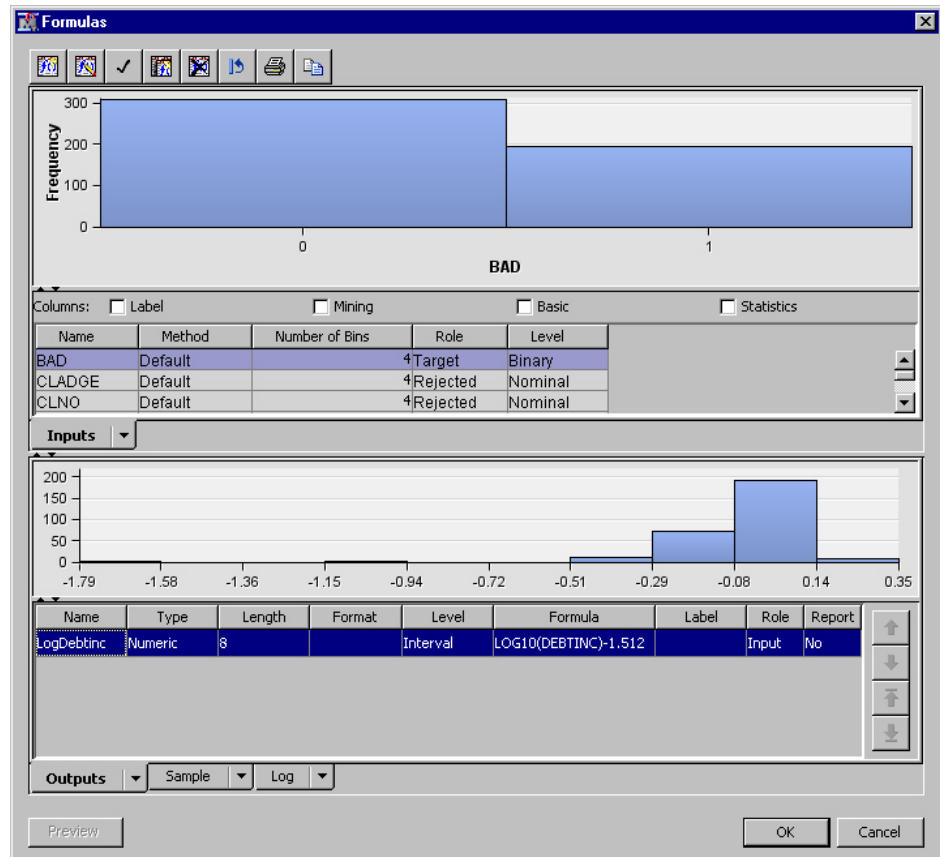 Formulas
300
200
100
0
Frequency
0 1
BAD
Columns: Label Mining Basic Statistics
Name Method Number of Bins Role Level
BAD Default 4 Target Binary
CLADGE Default 4 Rejected Nominal
CLNO Default 4 Rejected Nominal
Inputs
200
150
100
50
0
-1.79 -1.58 -1.36 -1.15 -0.94 -0.72 -0.51 -0.29 -0.08 0.14 0.35
Name Type Length Format Level Formula Label Role Report
LogDebtinc Numeric 8 Interval LOG10(DEBTINC)-1.512 Input No
Outputs Sample Log
Preview OK Cancel